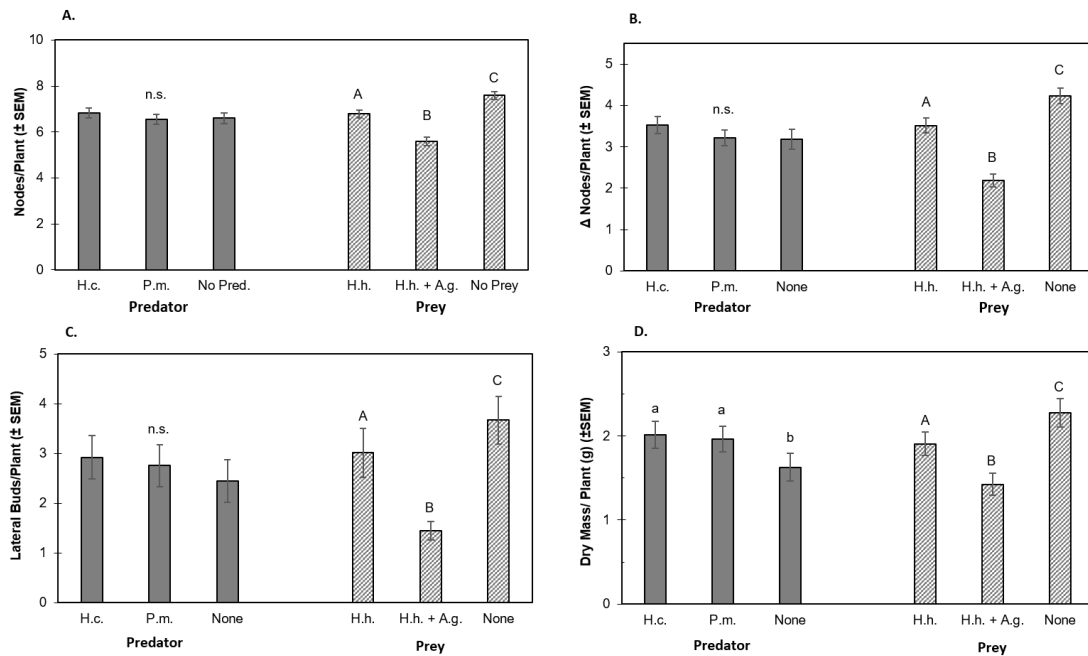 A.
Nodes/Plant (± SEM)
10
8
6
4
2
0
n.s.
A
B
C
H.c. P.m. No Pred. H.h. H.h. + A.g. No Prey
Predator Prey
B.
Δ Nodes/Plant (± SEM)
5
4
3
2
1
0
n.s.
A
B
C
H.c. P.m. None H.h. H.h. + A.g. None
Predator Prey
C.
Lateral Buds/Plant (± SEM)
5
4
3
2
1
0
n.s.
A
B
C
H.c. P.m. None H.h. H.h. + A.g. None
Predator Prey
D.
Dry Mass/ Plant (g) (±SEM)
3
2
1
0
a a b
A
B
C
H.c. P.m. None H.h. H.h. + A.g. None
Predator Prey